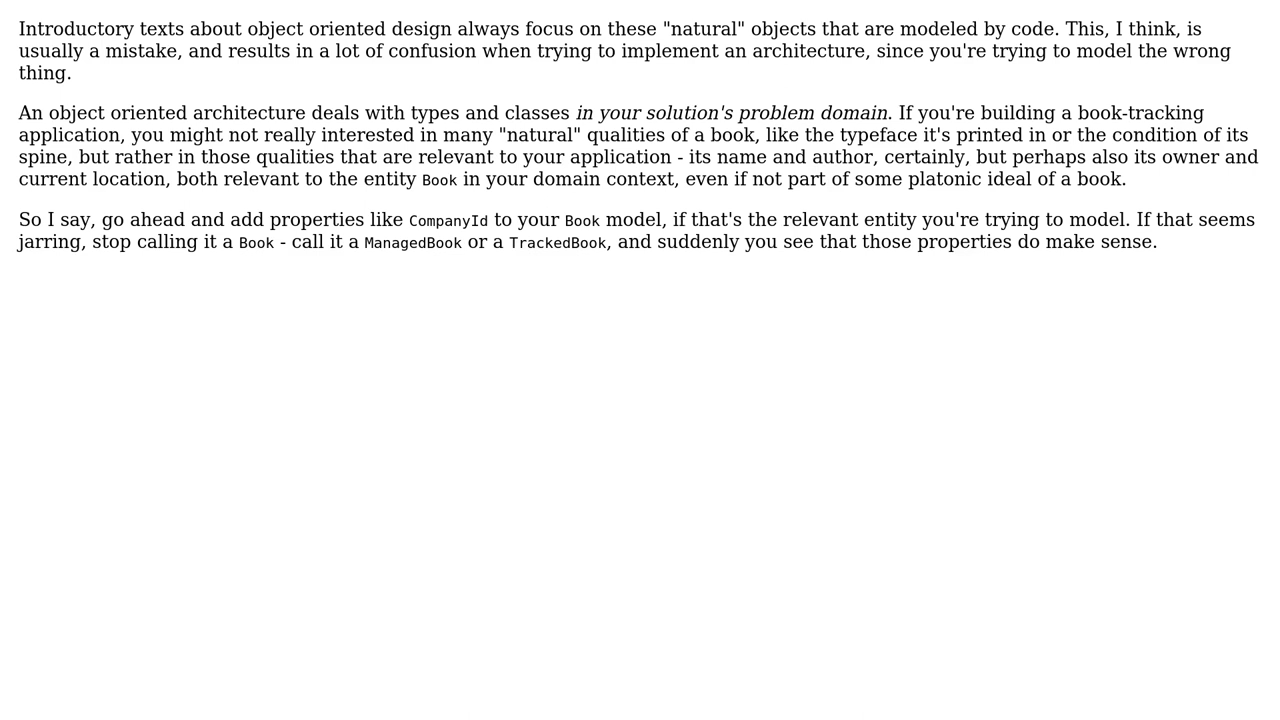 Introductory texts about object oriented design always focus on these "natural" objects that are modeled by code. This, I think, is
usually a mistake, and results in a lot of confusion when trying to implement an architecture, since you're trying to model the wrong
thing.
An object oriented architecture deals with types and classes in your solution's problem domain. If you're building a book-tracking
application, you might not really interested in many "natural" qualities of a book, like the typeface it's printed in or the condition of its
spine, but rather in those qualities that are relevant to your application - its name and author, certainly, but perhaps also its owner and
current location, both relevant to the entity Book in your domain context, even if not part of some platonic ideal of a book.
So I say, go ahead and add properties like CompanyId to your Book model, if that's the relevant entity you're trying to model. If that seems
jarring, stop calling it a Book - call it a ManagedBook or a TrackedBook, and suddenly you see that those properties do make sense.